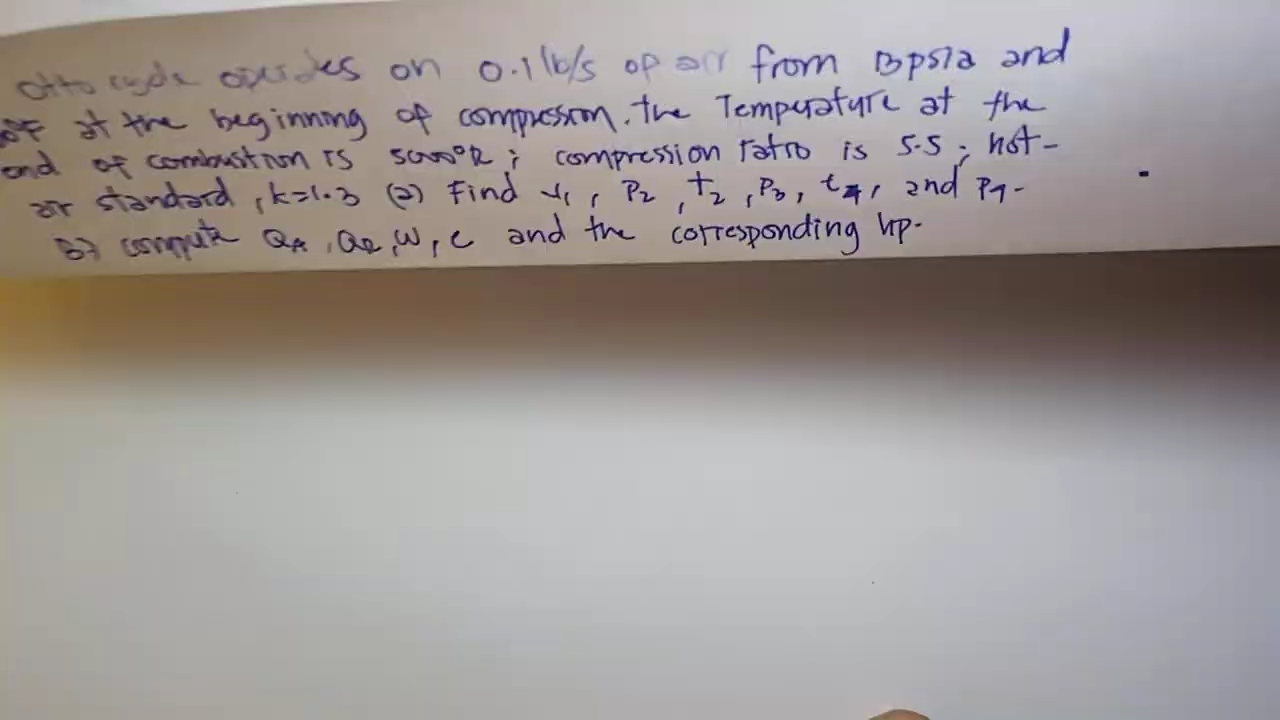 otto cycle operates on 0.1 lb/s of air from 13 psia and
°F at the beginning of compression. the Temperature at the
end of combustion is 5000°R; compression ratio is 5.5; hot-
air standard, k=1.3 (a) Find V1, P2, t2, P3, t4, and P4.
B) compute QA, QR, W, e and the corresponding hp.